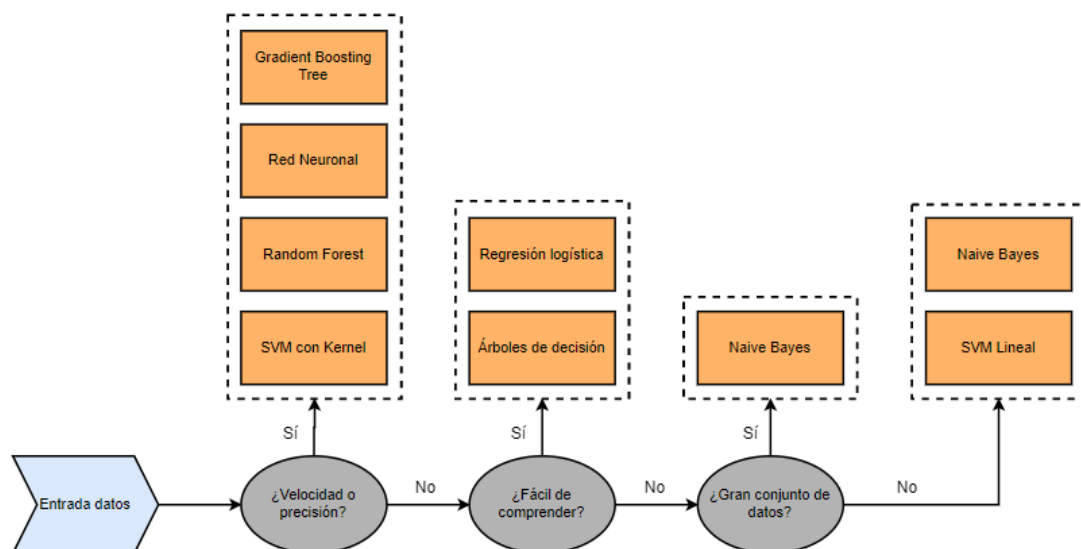 Gradient Boosting
Tree
Red Neuronal
Random Forest
SVM con Kernel
Regresión logística
Árboles de decisión
Naive Bayes
Naive Bayes
SVM Lineal
Sí
Sí
Sí
Entrada datos
¿Velocidad o
precisión?
No
¿Fácil de
comprender?
No
¿Gran conjunto de
datos?
No